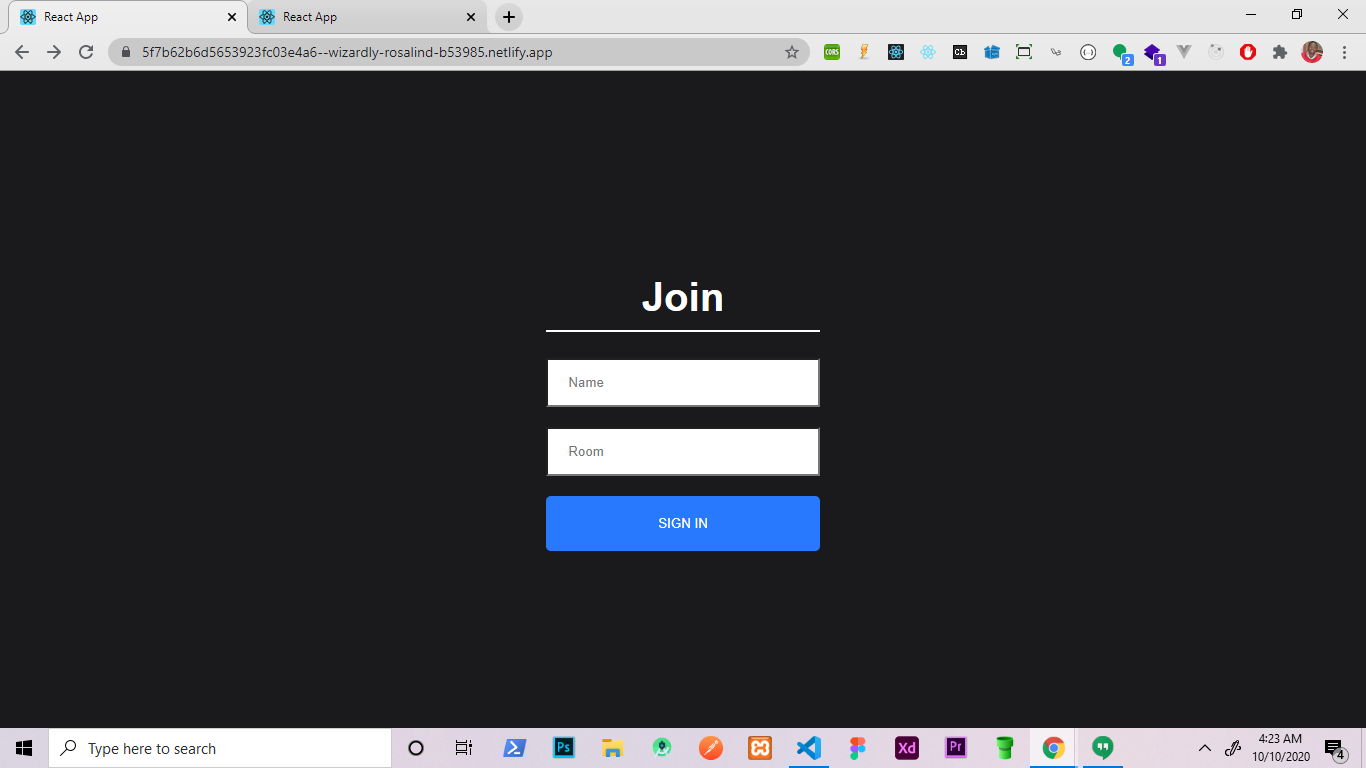 React App
React App
5f7b62b6d5653923fc03e4a6--wizardly-rosalind-b53985.netlify.app
CORS
Cb
2
1
Join
Name
Room
SIGN IN
Type here to search
Ps
Xd
Pr
4:23 AM
10/10/2020
4